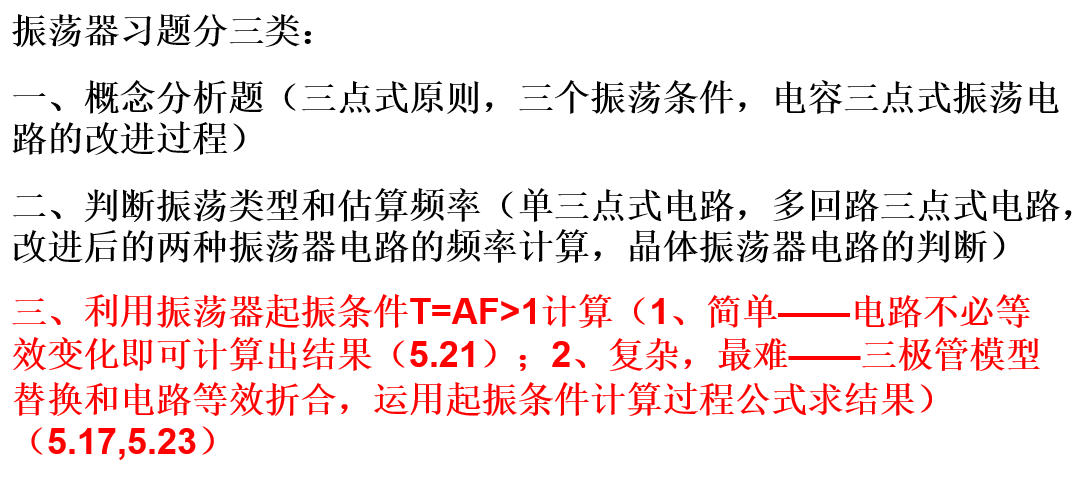 振荡器习题分三类：
一、概念分析题（三点式原则，三个振荡条件，电容三点式振荡电
路的改进过程）
二、判断振荡类型和估算频率（单三点式电路，多回路三点式电路，
改进后的两种振荡器电路的频率计算，晶体振荡器电路的判断）
三、利用振荡器起振条件T=AF>1计算（1、简单——电路不必等
效变化即可计算出结果（5.21）；2、复杂，最难——三极管模型
替换和电路等效折合，运用起振条件计算过程公式求结果）
（5.17,5.23）